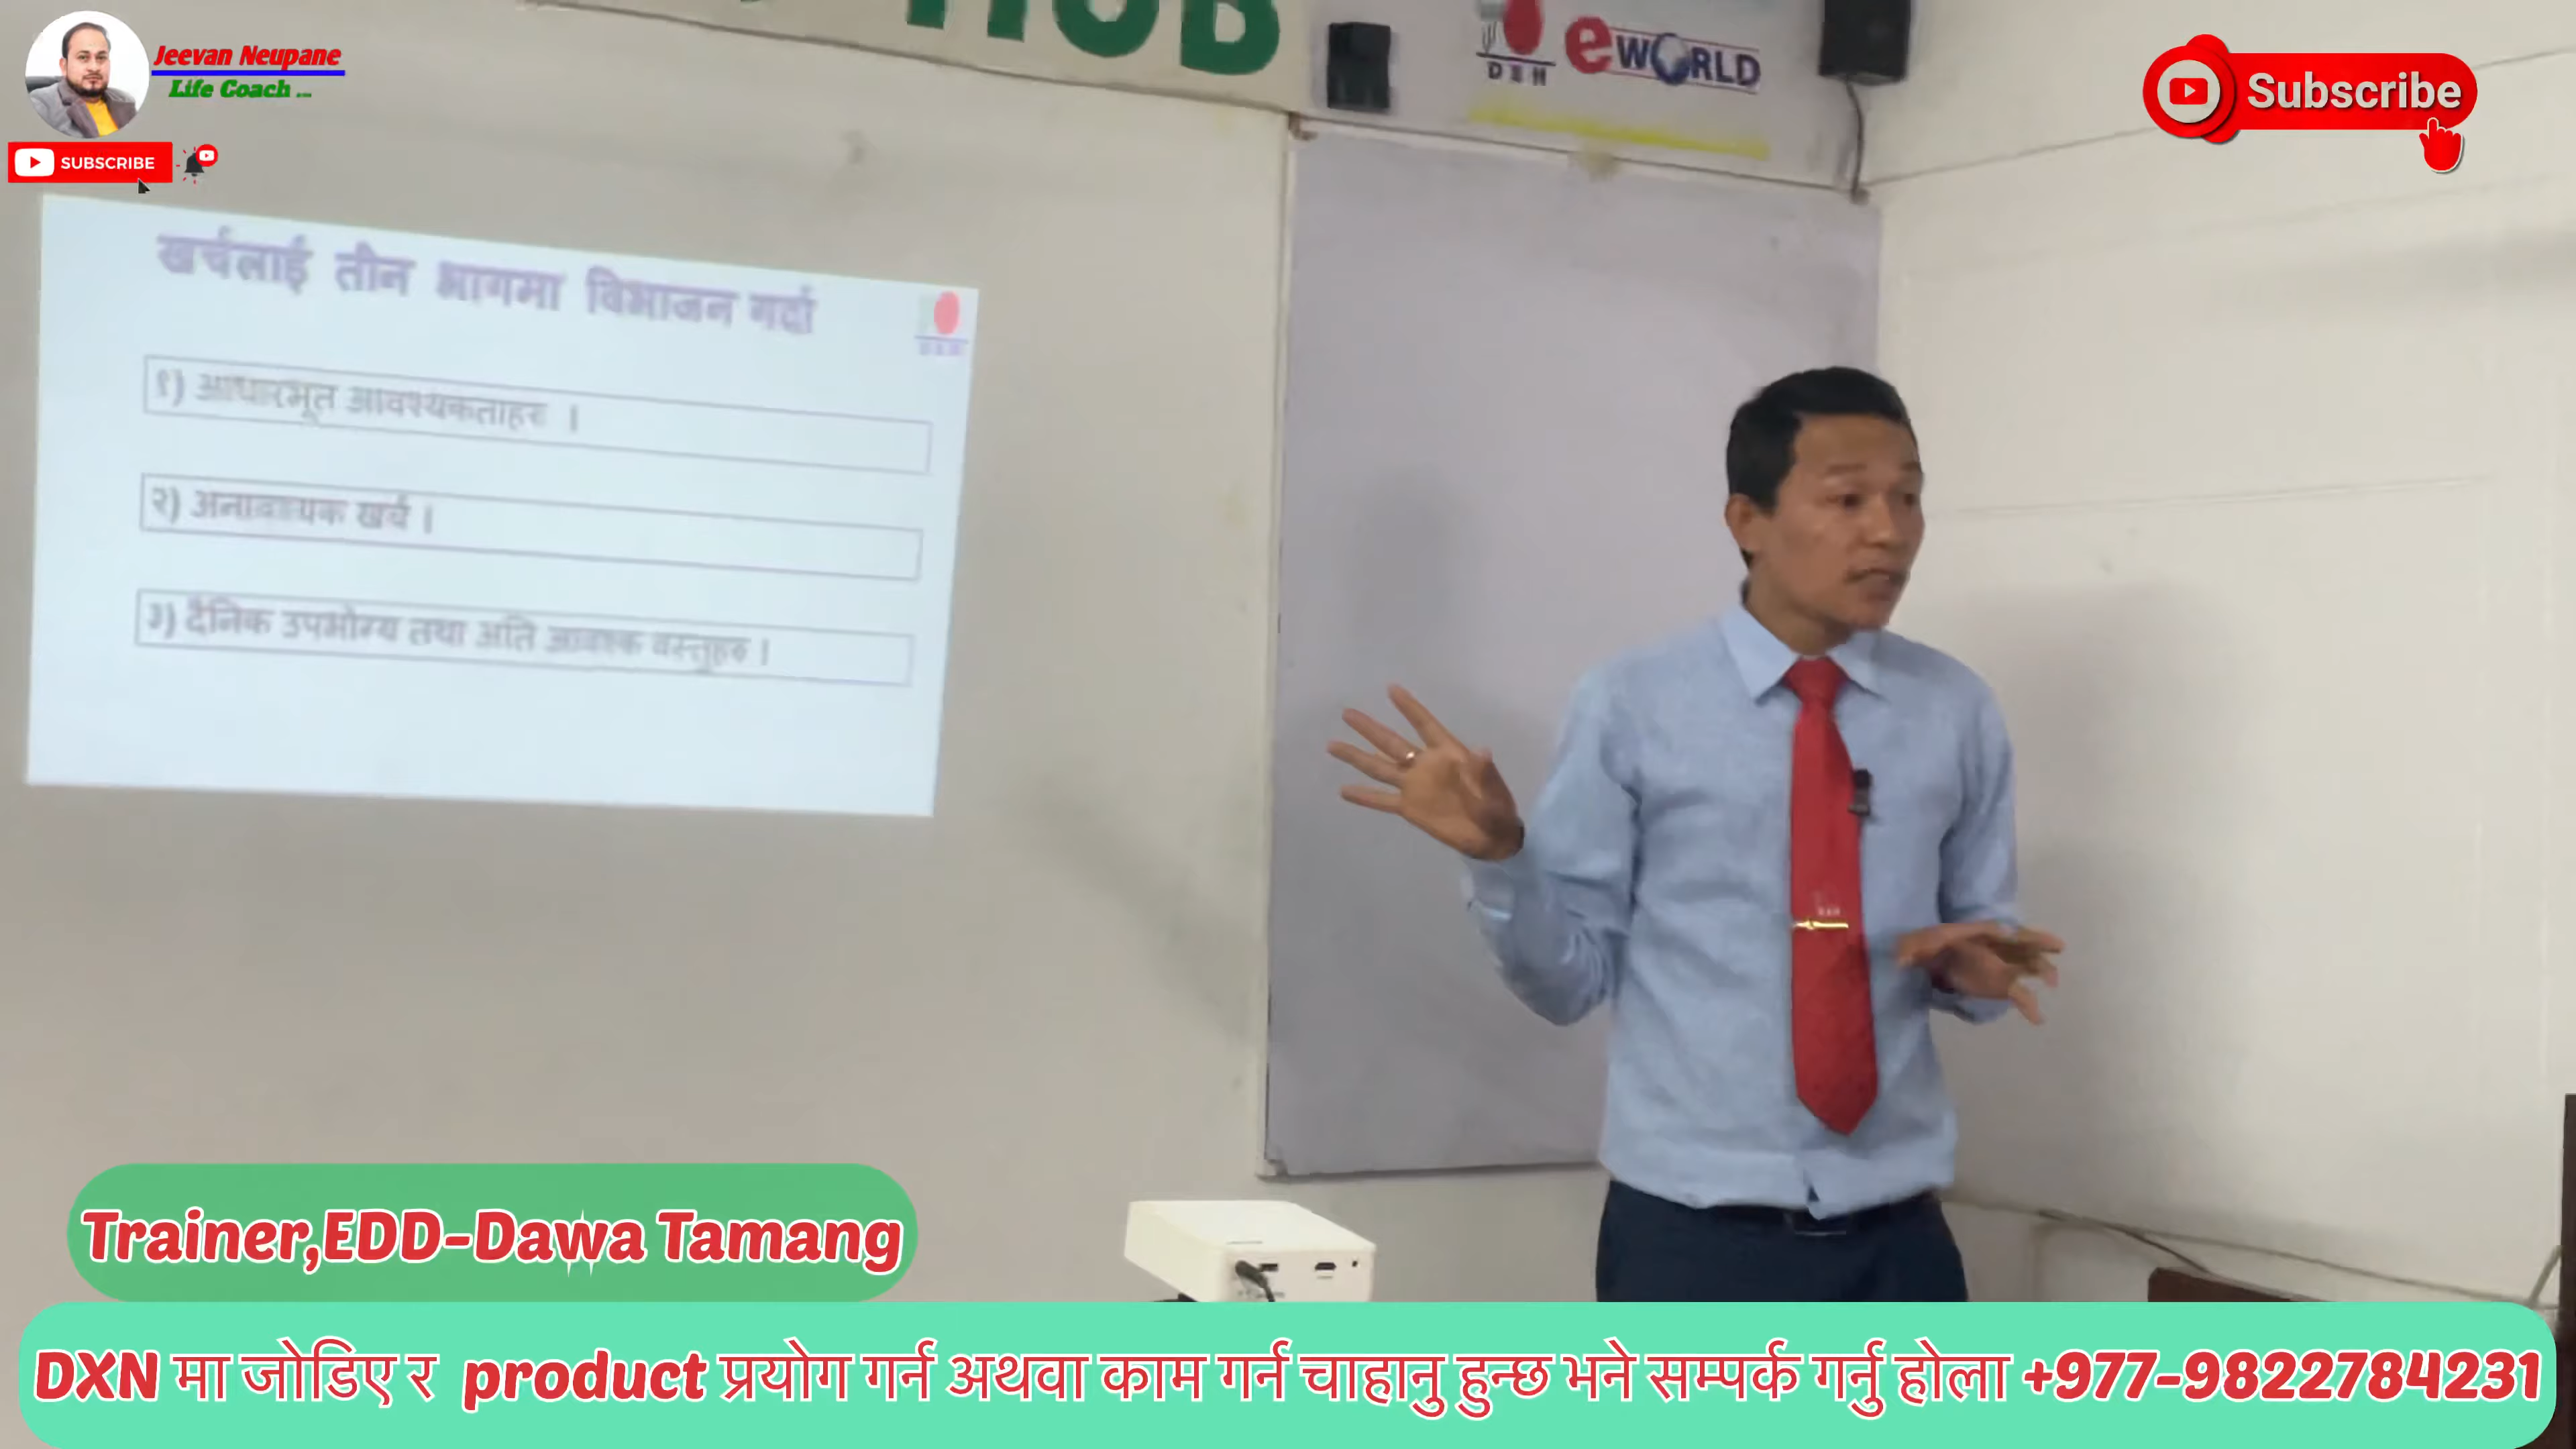 HUB
DXN
eWORLD
Jeevan Neupane
Life Coach ...
SUBSCRIBE
Subscribe
खर्चलाई तीन भागमा विभाजन गर्दा
१) आधारभूत आवश्यकताहरु ।
२) अनावश्यक खर्च ।
३) दैनिक उपभोग्य तथा अति आवश्क वस्तुहरु ।
Trainer,EDD-Dawa Tamang
DXN मा जोडिए र product प्रयोग गर्न अथवा काम गर्न चाहानु हुन्छ भने सम्पर्क गर्नु होला +977-9822784231